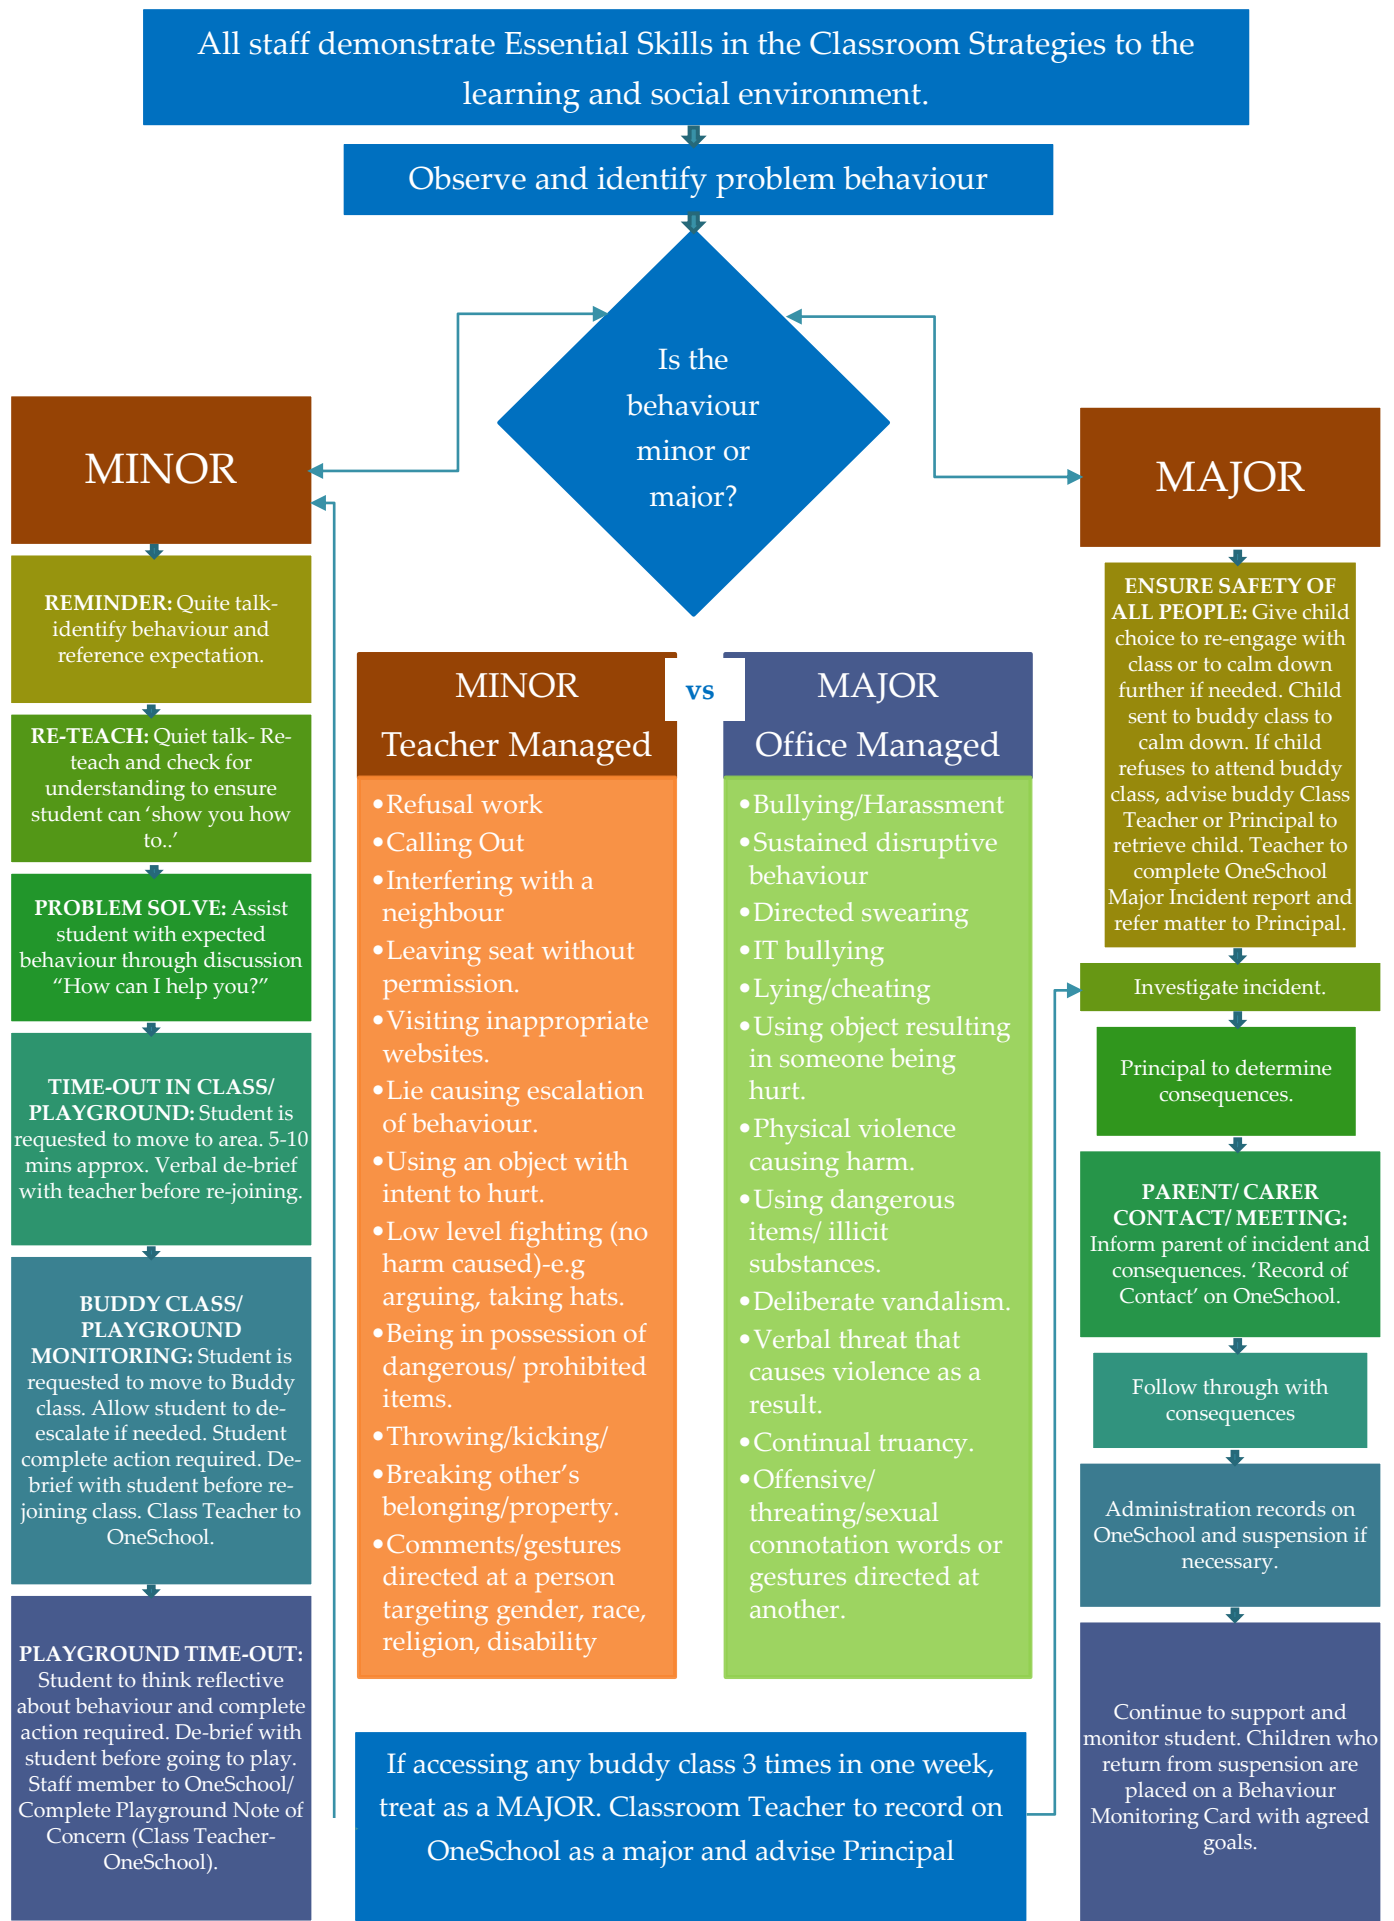 All staff demonstrate Essential Skills in the Classroom Strategies to the
learning and social environment.
Observe and identify problem behaviour
Is the
behaviour
minor or
major?
MINOR
REMINDER: Quite talk-
identify behaviour and
reference expectation.
RE-TEACH: Quiet talk- Re-
teach and check for
understanding to ensure
student can ‘show you how
to..’
PROBLEM SOLVE: Assist
student with expected
behaviour through discussion
“How can I help you?”
TIME-OUT IN CLASS/
PLAYGROUND: Student is
requested to move to area. 5-10
mins approx. Verbal de-brief
with teacher before re-joining.
BUDDY CLASS/
PLAYGROUND
MONITORING: Student is
requested to move to Buddy
class. Allow student to de-
escalate if needed. Student
complete action required. De-
brief with student before re-
joining class. Class Teacher to
OneSchool.
PLAYGROUND TIME-OUT:
Student to think reflective
about behaviour and complete
action required. De-brief with
student before going to play.
Staff member to OneSchool/
Complete Playground Note of
Concern (Class Teacher-
OneSchool).
MINOR
Teacher Managed
•Refusal work
•Calling Out
•Interfering with a
neighbour
•Leaving seat without
permission.
•Visiting inappropriate
websites.
•Lie causing escalation
of behaviour.
•Using an object with
intent to hurt.
•Low level fighting (no
harm caused)-e.g
arguing, taking hats.
•Being in possession of
dangerous/ prohibited
items.
•Throwing/kicking/
•Breaking other’s
belonging/property.
•Comments/gestures
directed at a person
targeting gender, race,
religion, disability
vs
MAJOR
Office Managed
•Bullying/Harassment
•Sustained disruptive
behaviour
•Directed swearing
•IT bullying
•Lying/cheating
•Using object resulting
in someone being
hurt.
•Physical violence
causing harm.
•Using dangerous
items/ illicit
substances.
•Deliberate vandalism.
•Verbal threat that
causes violence as a
result.
•Continual truancy.
•Offensive/
threating/sexual
connotation words or
gestures directed at
another.
If accessing any buddy class 3 times in one week,
treat as a MAJOR. Classroom Teacher to record on
OneSchool as a major and advise Principal
MAJOR
ENSURE SAFETY OF
ALL PEOPLE: Give child
choice to re-engage with
class or to calm down
further if needed. Child
sent to buddy class to
calm down. If child
refuses to attend buddy
class, advise buddy Class
Teacher or Principal to
retrieve child. Teacher to
complete OneSchool
Major Incident report and
refer matter to Principal.
Investigate incident.
Principal to determine
consequences.
PARENT/ CARER
CONTACT/ MEETING:
Inform parent of incident and
consequences. ‘Record of
Contact’ on OneSchool.
Follow through with
consequences
Administration records on
OneSchool and suspension if
necessary.
Continue to support and
monitor student. Children who
return from suspension are
placed on a Behaviour
Monitoring Card with agreed
goals.